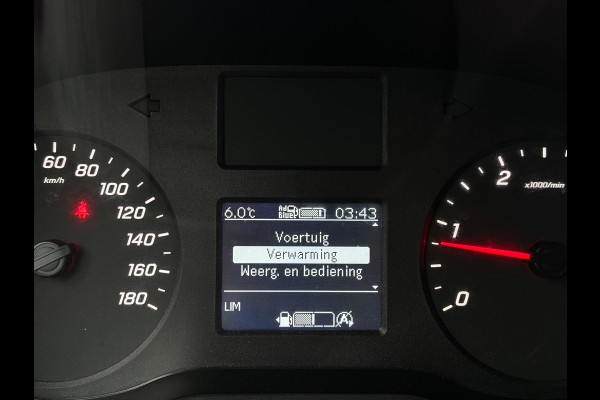 6.0°C AdBlue 03:43
Voertuig
Verwarming
Weerg. en bediening
LIM
A
60
80
100
120
140
160
180
km/h
2
1
0
x1000/min